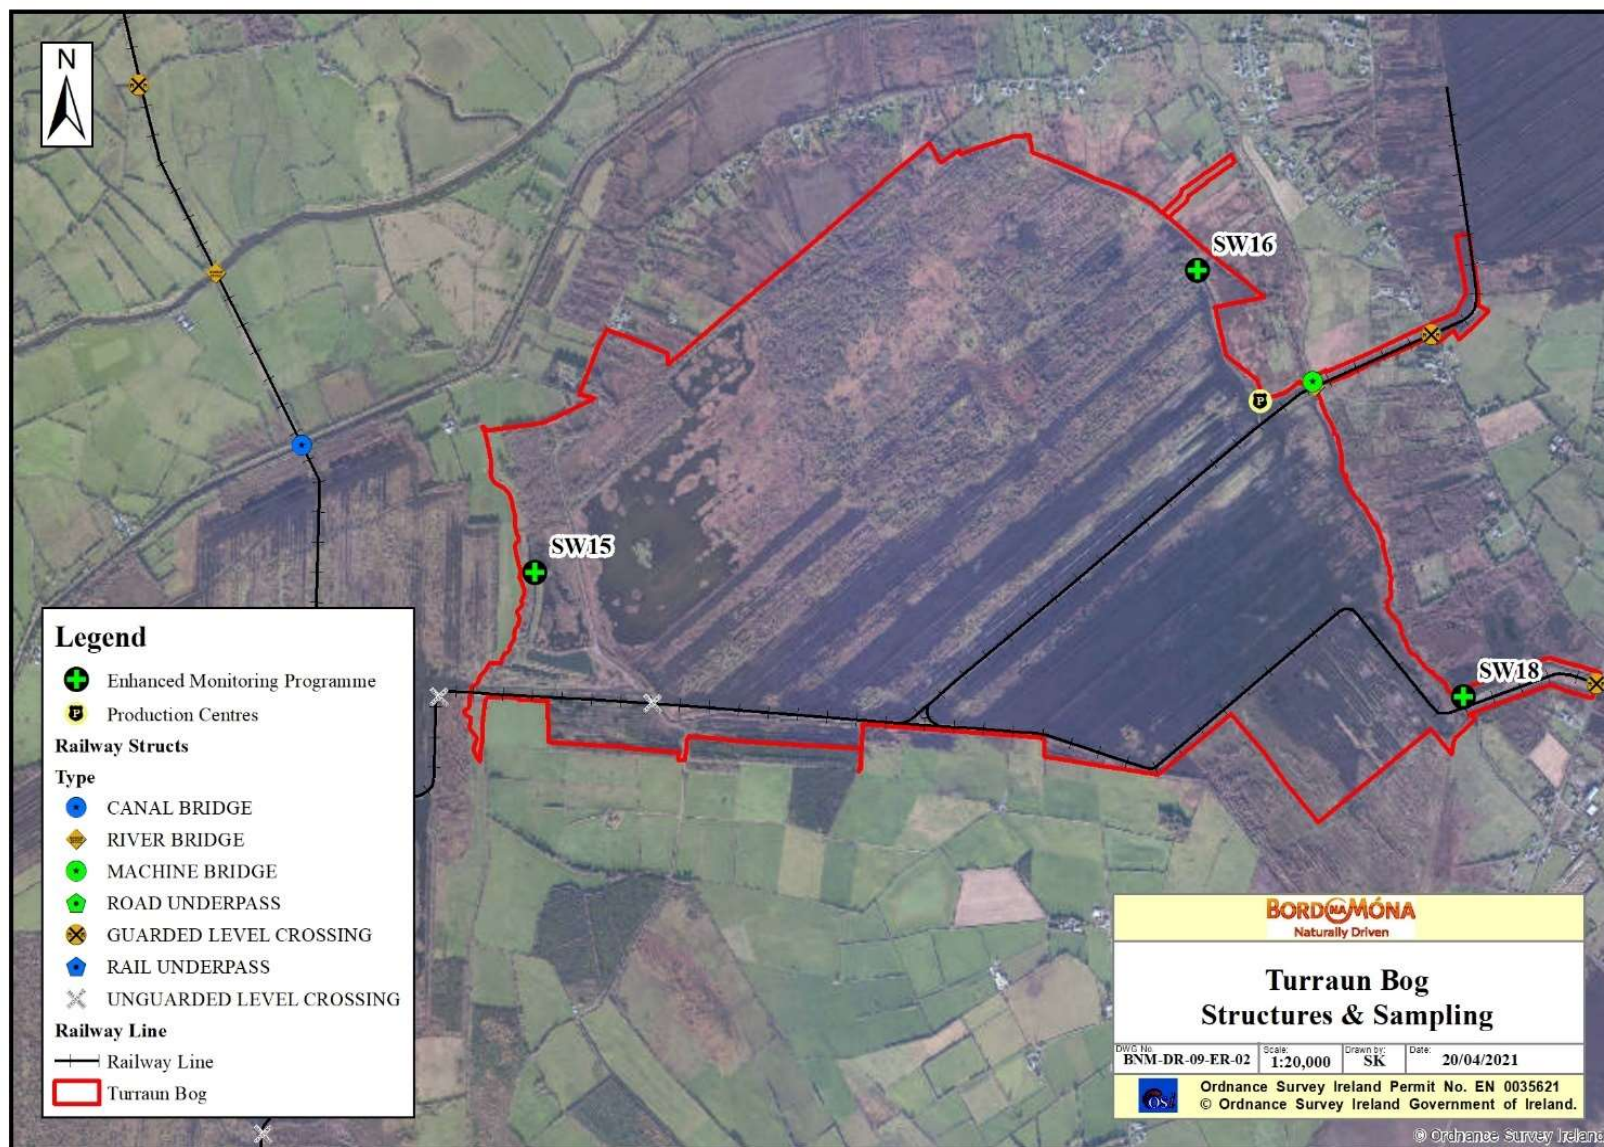 N
SW16
SW15
SW18
Legend
Enhanced Monitoring Programme
P Production Centres
Railway Structs
Type
CANAL BRIDGE
RIVER BRIDGE
MACHINE BRIDGE
ROAD UNDERPASS
GUARDED LEVEL CROSSING
RAIL UNDERPASS
UNGUARDED LEVEL CROSSING
Railway Line
Railway Line
Turraun Bog
P
BORD NA MÓNA
Naturally Driven
Turraun Bog
Structures & Sampling
DWG No. BNM-DR-09-ER-02 Scale: 1:20,000 Drawn by: SK Date: 20/04/2021
OSi
Ordnance Survey Ireland Permit No. EN 0035621
© Ordnance Survey Ireland Government of Ireland.
© Ordnance Survey Ireland